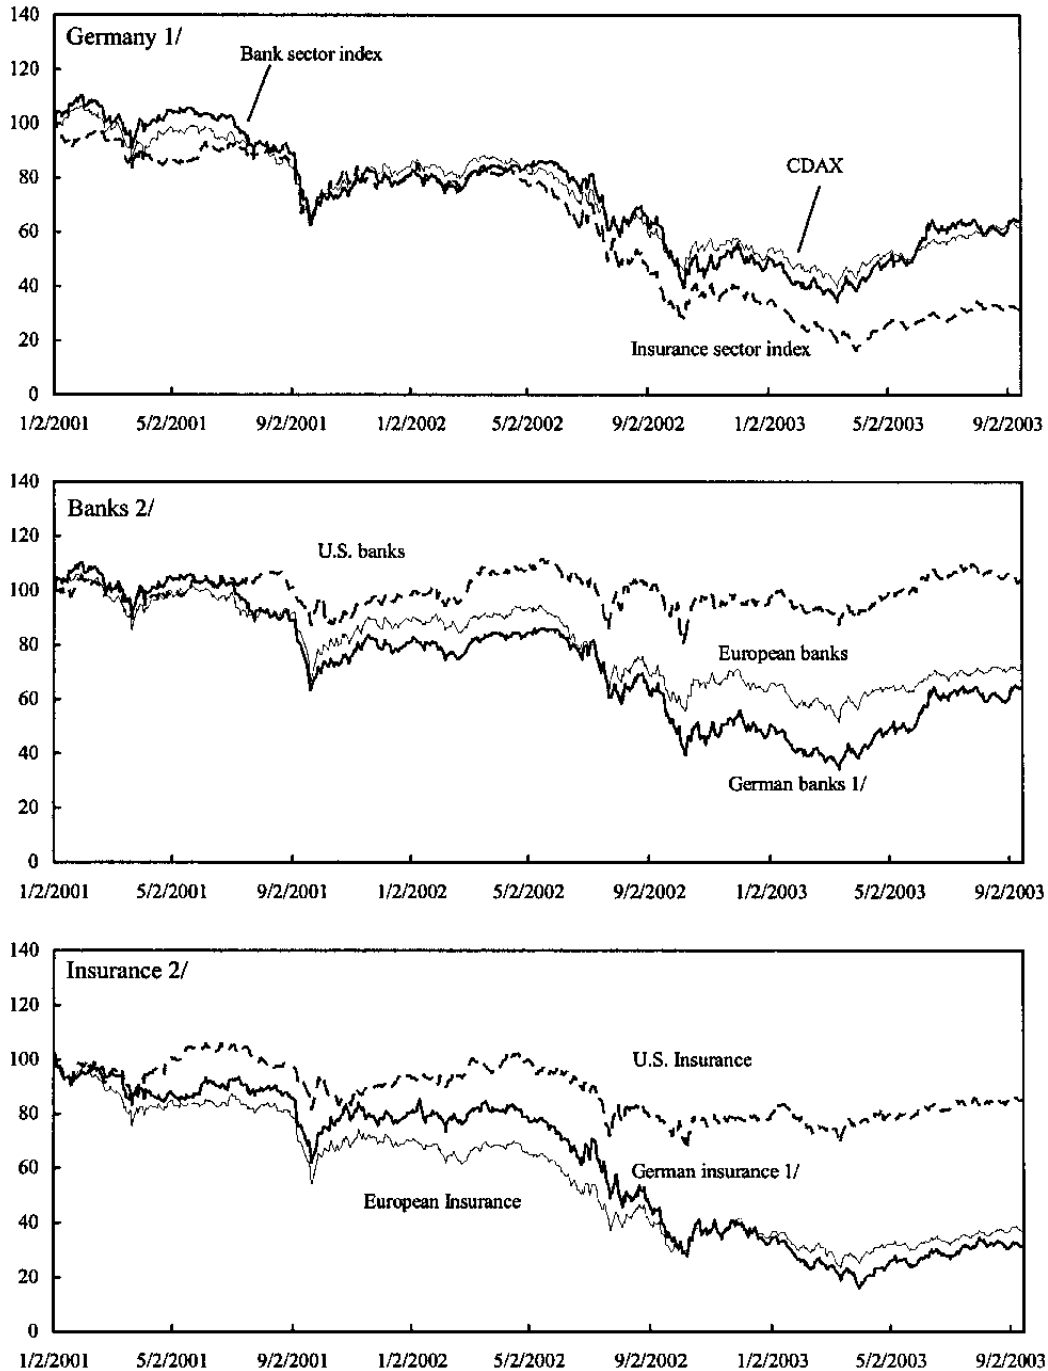 140
Germany 1/
Bank sector index
120
100
80
CDAX
60
40
Insurance sector index
20
0
1/2/2001 5/2/2001 9/2/2001 1/2/2002 5/2/2002 9/2/2002 1/2/2003 5/2/2003 9/2/2003
140
Banks 2/
120
U.S. banks
100
80
European banks
60
40
German banks 1/
20
0
1/2/2001 5/2/2001 9/2/2001 1/2/2002 5/2/2002 9/2/2002 1/2/2003 5/2/2003 9/2/2003
140
Insurance 2/
120
100
U.S. Insurance
80
60
German insurance 1/
European Insurance
40
20
0
1/2/2001 5/2/2001 9/2/2001 1/2/2002 5/2/2002 9/2/2002 1/2/2003 5/2/2003 9/2/2003